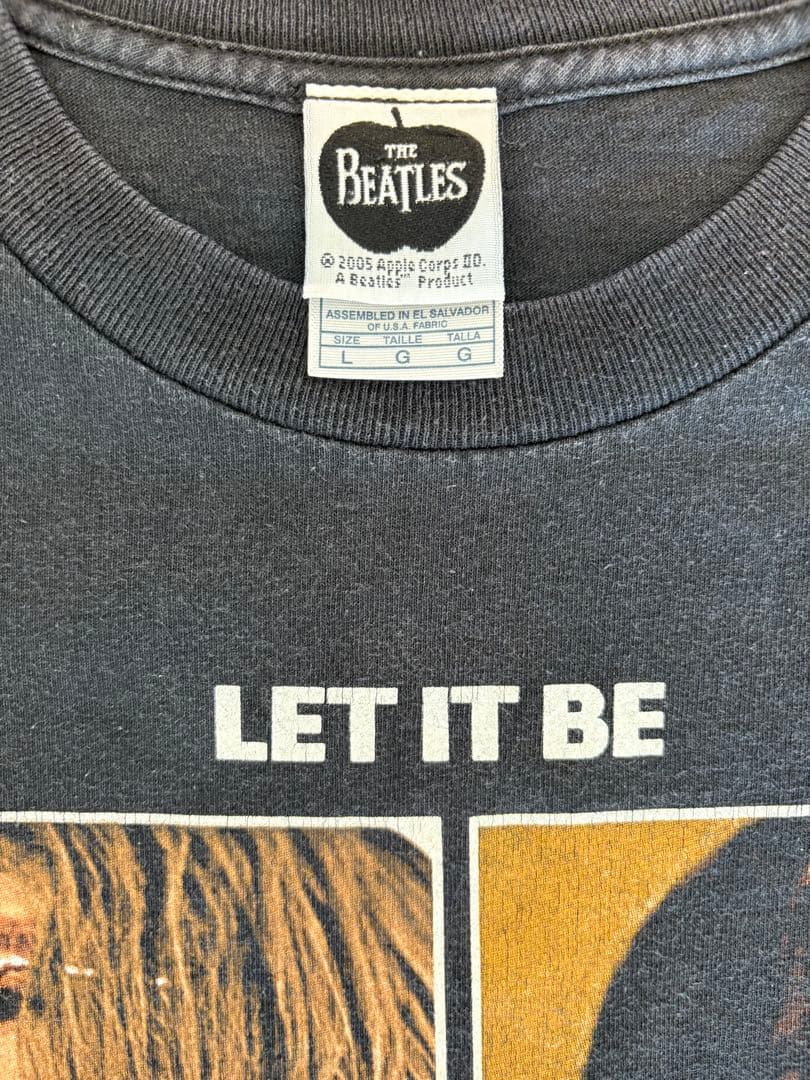 THE
BEATLES
© 2005 Apple Corps LTD.
A Beatles™ Product
ASSEMBLED IN EL SALVADOR
OF U.S.A. FABRIC
SIZE TAILLE TALLA
L G G
LET IT BE